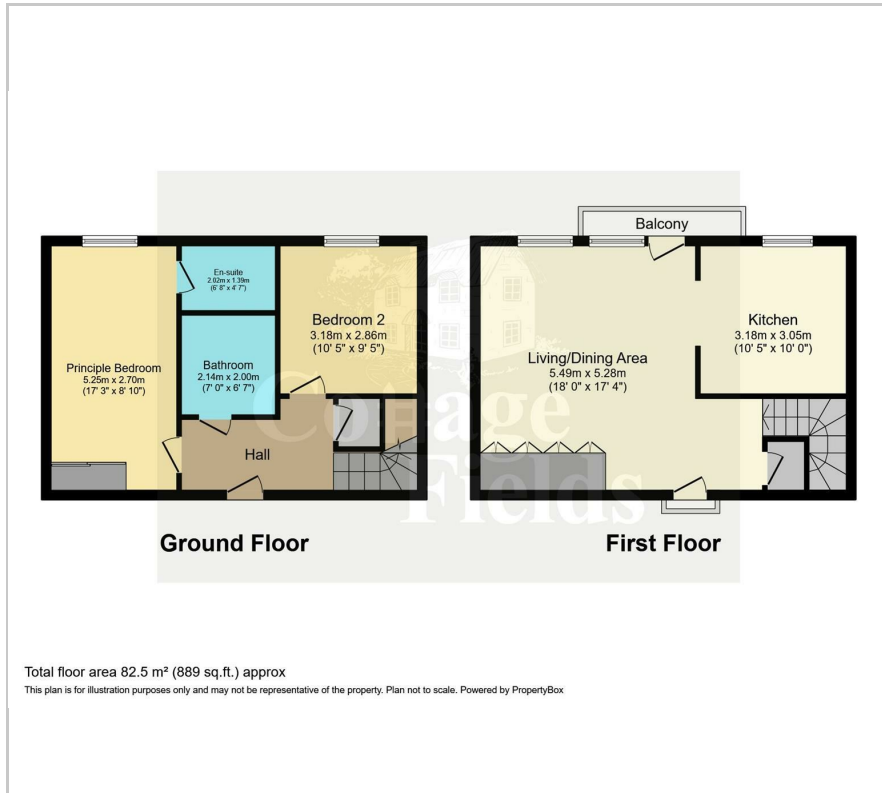 Principle Bedroom
5.25m x 2.70m
(17' 3" x 8' 10")
En-suite
2.02m x 1.39m
(6' 8" x 4' 7")
Bathroom
2.14m x 2.00m
(7' 0" x 6' 7")
Bedroom 2
3.18m x 2.86m
(10' 5" x 9' 5")
Hall
Ground Floor
Balcony
Living/Dining Area
5.49m x 5.28m
(18' 0" x 17' 4")
Kitchen
3.18m x 3.05m
(10' 5" x 10' 0")
First Floor
Cottage
Fields
Total floor area 82.5 m² (889 sq.ft.) approx
This plan is for illustration purposes only and may not be representative of the property. Plan not to scale. Powered by PropertyBox